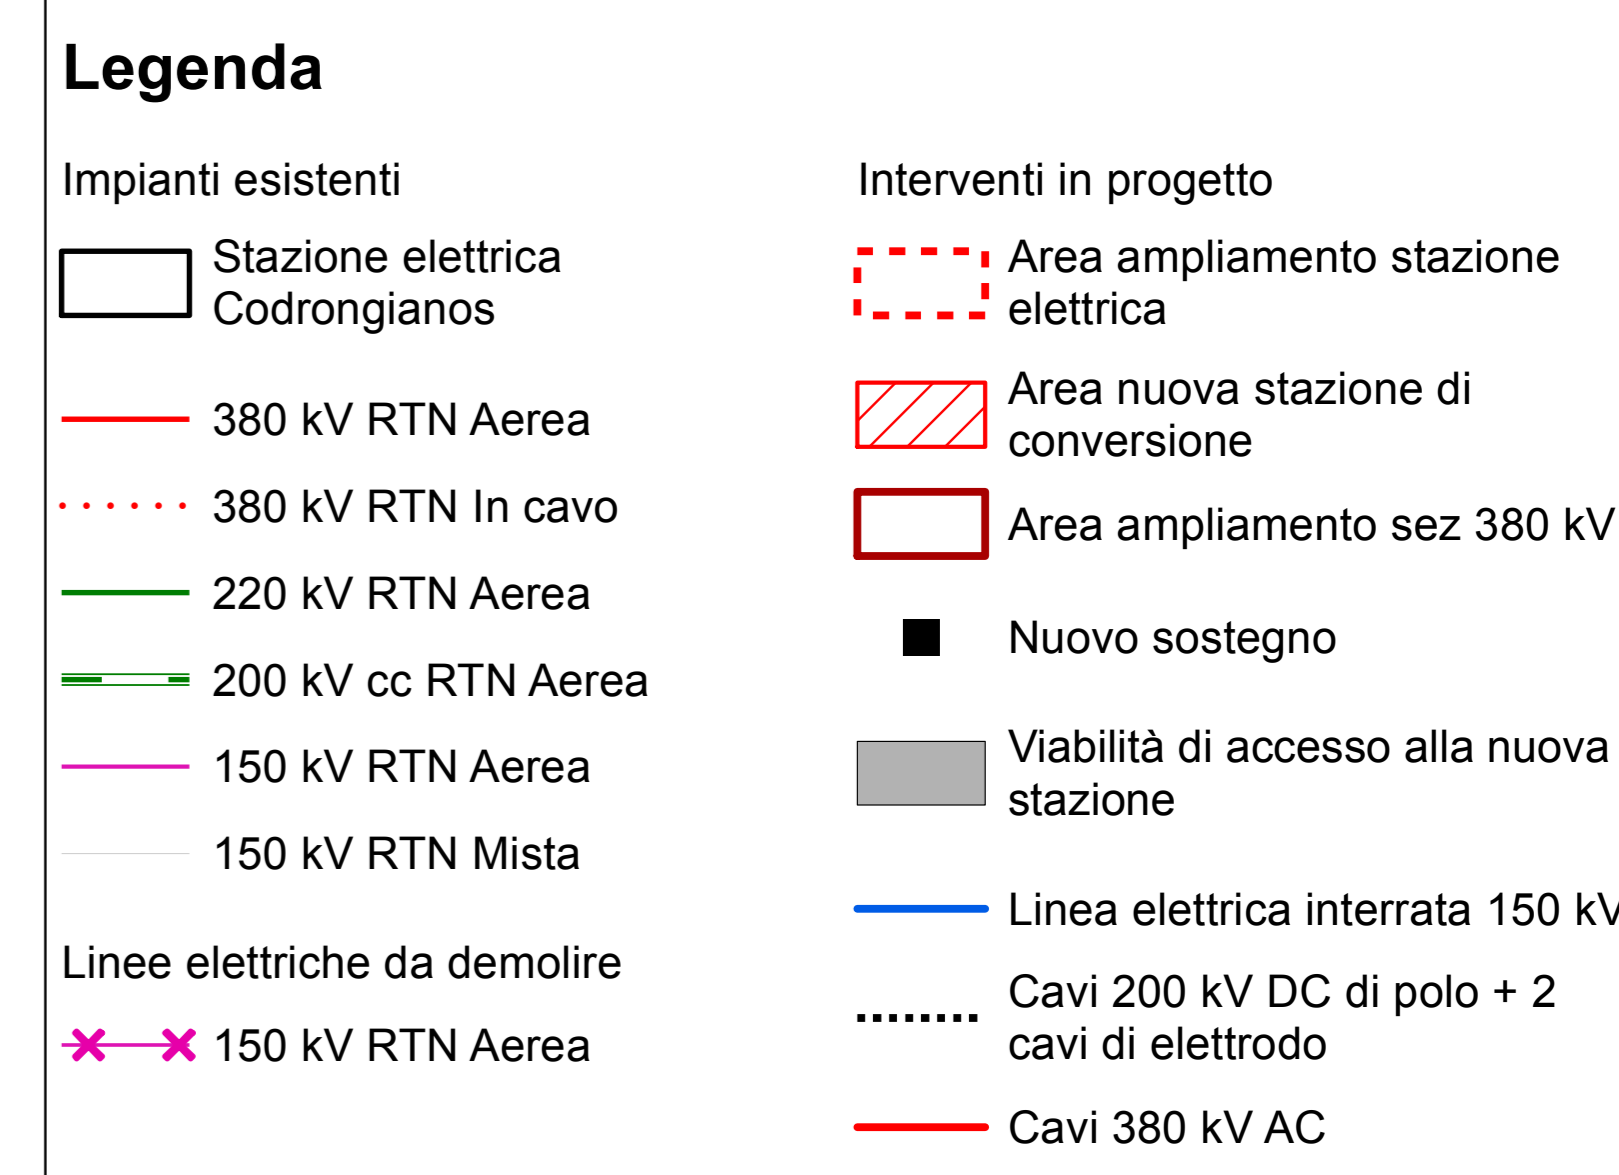 Legenda
Impianti esistenti
Stazione elettrica
Codrongianos
380 kV RTN Aerea
380 kV RTN In cavo
220 kV RTN Aerea
200 kV cc RTN Aerea
150 kV RTN Aerea
150 kV RTN Mista
Linee elettriche da demolire
150 kV RTN Aerea
Interventi in progetto
Area ampliamento stazione
elettrica
Area nuova stazione di
conversione
Area ampliamento sez 380 kV
Nuovo sostegno
Viabilità di accesso alla nuova
stazione
Linea elettrica interrata 150 kV
Cavi 200 kV DC di polo + 2
cavi di elettrodo
Cavi 380 kV AC